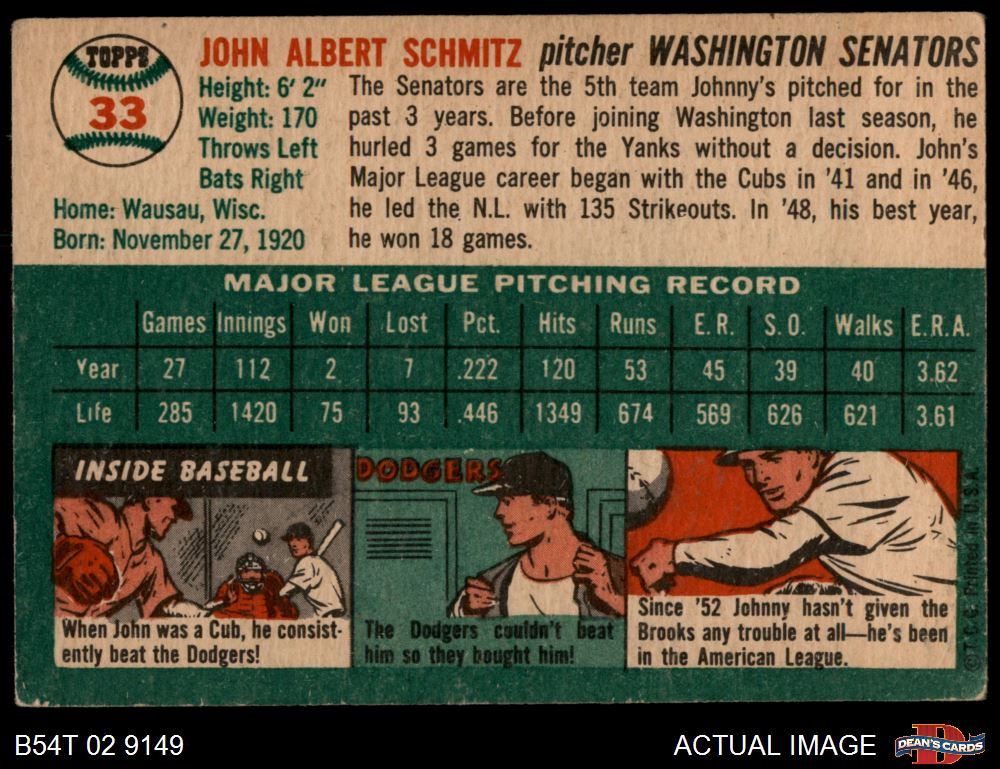 TOPPS
33
JOHN ALBERT SCHMITZ pitcher WASHINGTON SENATORS
Height: 6' 2"
Weight: 170
Throws Left
Bats Right
Home: Wausau, Wisc.
Born: November 27, 1920
The Senators are the 5th team Johnny's pitched for in the
past 3 years. Before joining Washington last season, he
hurled 3 games for the Yanks without a decision. John's
Major League career began with the Cubs in '41 and in '46,
he led the N.L. with 135 Strikeouts. In '48, his best year,
he won 18 games.
MAJOR LEAGUE PITCHING RECORD
Games Innings Won Lost Pct. Hits Runs E.R. S.O. Walks E.R.A.
Year 27 112 2 7 .222 120 53 45 39 40 3.62
Life 285 1420 75 93 .446 1349 674 569 626 621 3.61
INSIDE BASEBALL
When John was a Cub, he consist-
ently beat the Dodgers!
DODGERS
The Dodgers couldn't beat
him so they bought him!
Since '52 Johnny hasn't given the
Brooks any trouble at all—he's been
in the American League.
© T. C. G. Printed in U.S.A.
B54T 02 9149
ACTUAL IMAGE
D
DEAN'S CARDS